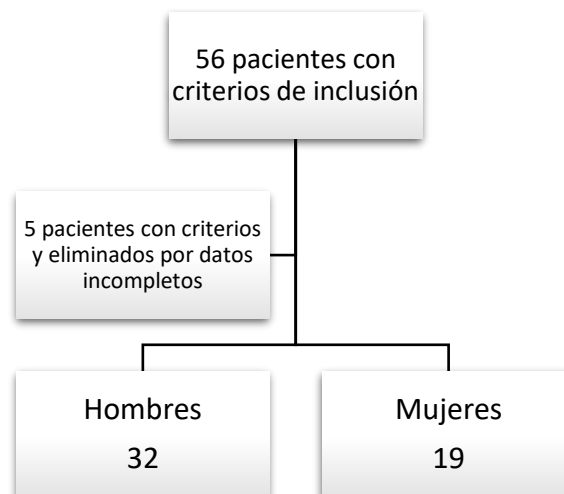 56 pacientes con
criterios de inclusión
5 pacientes con criterios
y eliminados por datos
incompletos
Hombres
32
Mujeres
19